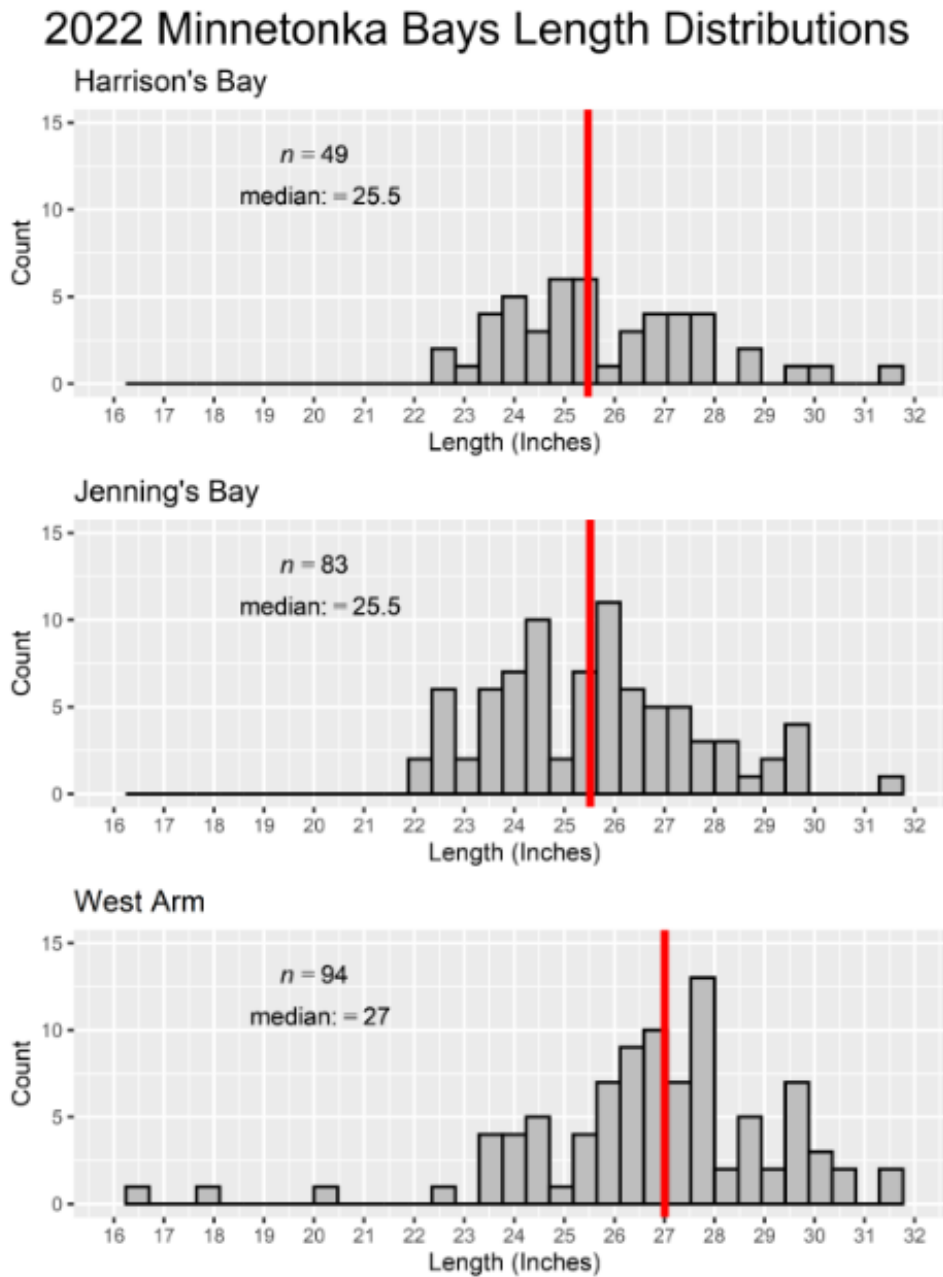 2022 Minnetonka Bays Length Distributions
Harrison's Bay
15
10
5
0
Count
n = 49
median: = 25.5
16 17 18 19 20 21 22 23 24 25 26 27 28 29 30 31 32
Length (Inches)
Jenning's Bay
15
10
5
0
Count
n = 83
median: = 25.5
16 17 18 19 20 21 22 23 24 25 26 27 28 29 30 31 32
Length (Inches)
West Arm
15
10
5
0
Count
n = 94
median: = 27
16 17 18 19 20 21 22 23 24 25 26 27 28 29 30 31 32
Length (Inches)